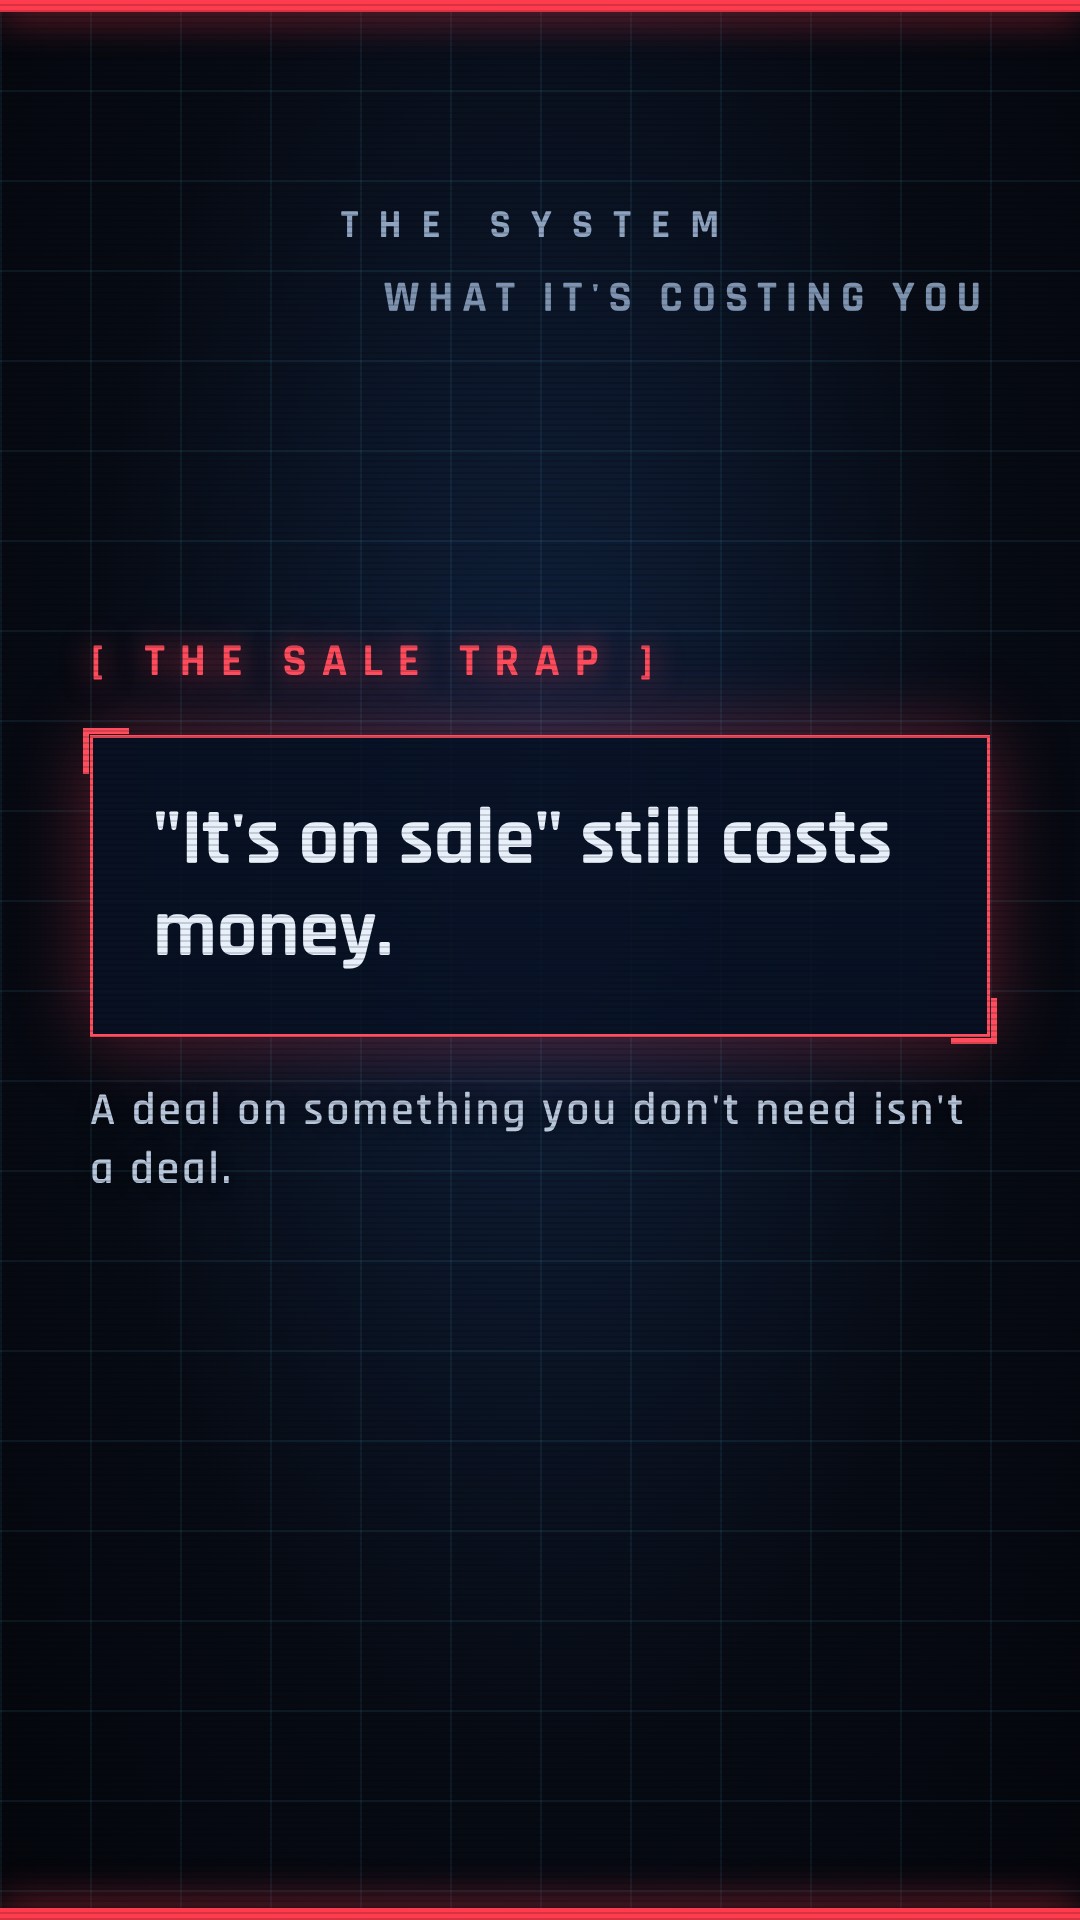 THE SYSTEM
WHAT IT'S COSTING YOU
[ THE SALE TRAP ]
"It's on sale" still costs
money.
A deal on something you don't need isn't
a deal.